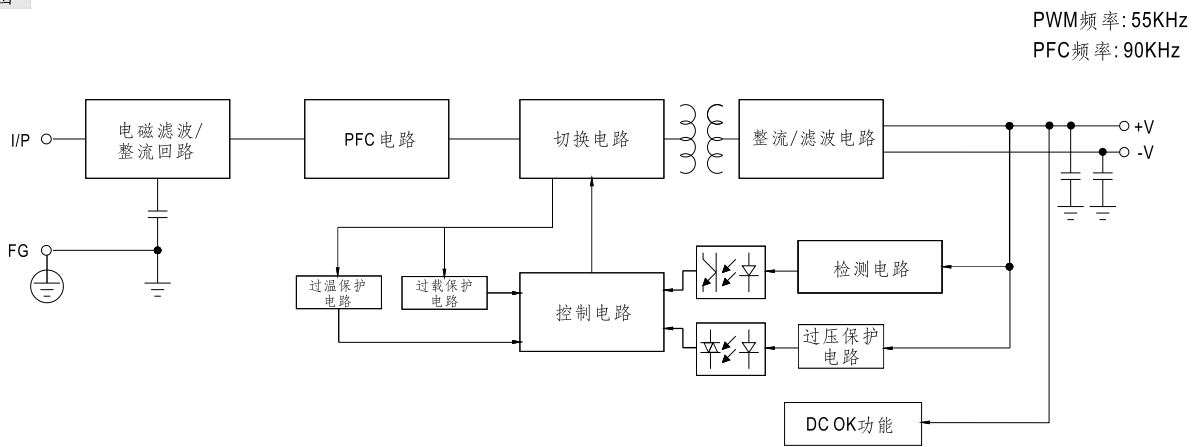 PWM频率: 55KHz
PFC频率: 90KHz
I/P
电磁滤波/
整流回路
PFC电路
切换电路
整流/滤波电路
+V
-V
FG
过温保护
电路
过载保护
电路
控制电路
检测电路
过压保护
电路
DC OK功能